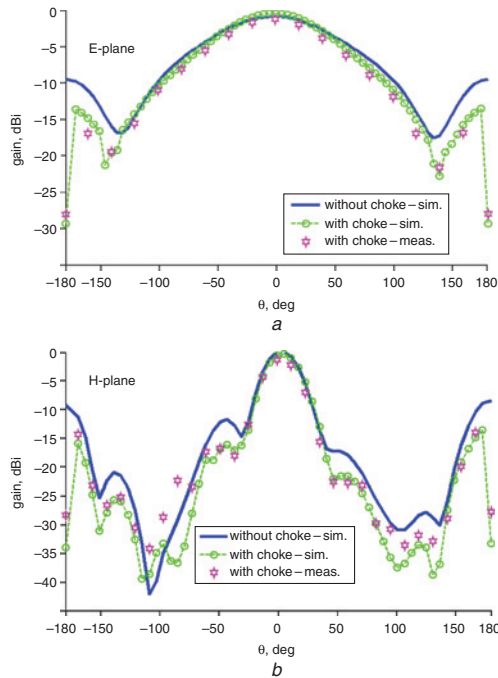 0
−5
−10
−15
−20
−25
−30
gain, dBi
E-plane
without choke – sim.
with choke – sim.
with choke – meas.
−180 −150 −100 −50 0 50 100 150 180
θ, deg
a
0
−5
−10
−15
−20
−25
−30
−35
−40
−45
gain, dBi
H-plane
without choke – sim.
with choke – sim.
with choke – meas.
−180 −150 −100 −50 0 50 100 150 180
θ, deg
b